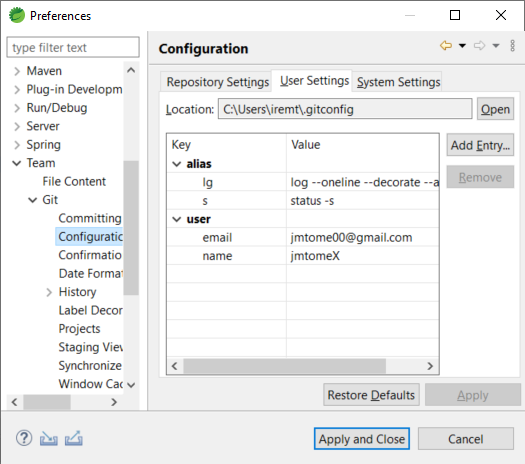 Preferences
type filter text
Maven
Plug-in Developm
Run/Debug
Server
Spring
Team
File Content
Git
Committing
Configuratio
Confirmatio
Date Format
History
Label Decor
Projects
Staging View
Synchronize
Window Cac
Configuration
Repository Settings
User Settings
System Settings
Location:
C:\Users\iremt\.gitconfig
Open
Key Value
alias
lg log --oneline --decorate --a
s status -s
user
email jmtome00@gmail.com
name jmtomeX
Add Entry...
Remove
Restore Defaults
Apply
?
Apply and Close
Cancel